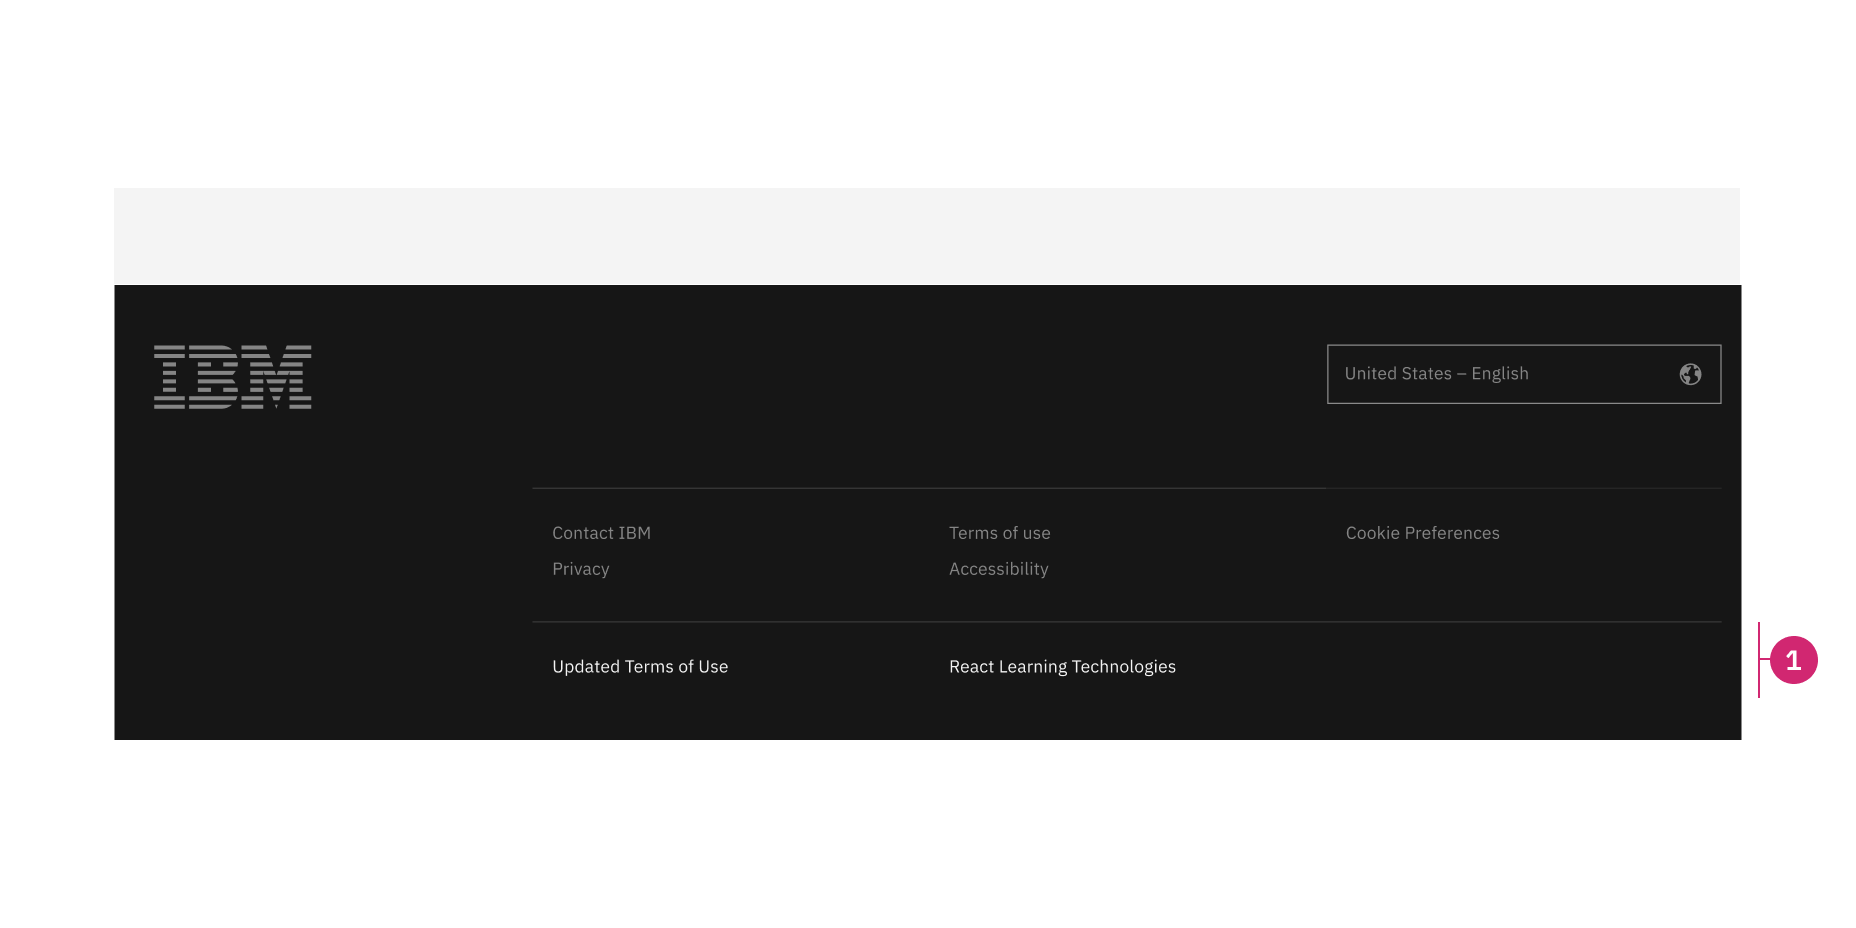 IBM
United States – English
Contact IBM
Terms of use
Cookie Preferences
Privacy
Accessibility
Updated Terms of Use
React Learning Technologies
1